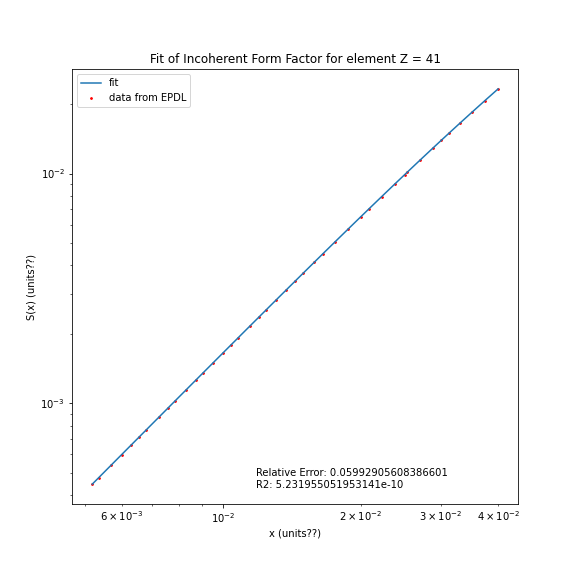 Fit of Incoherent Form Factor for element Z = 41
fit
data from EPDL
10⁻²
10⁻³
S(x) (units??)
Relative Error: 0.05992905608386601
R2: 5.231955051953141e-10
6 × 10⁻³
10⁻²
2 × 10⁻²
3 × 10⁻²
4 × 10⁻²
x (units??)